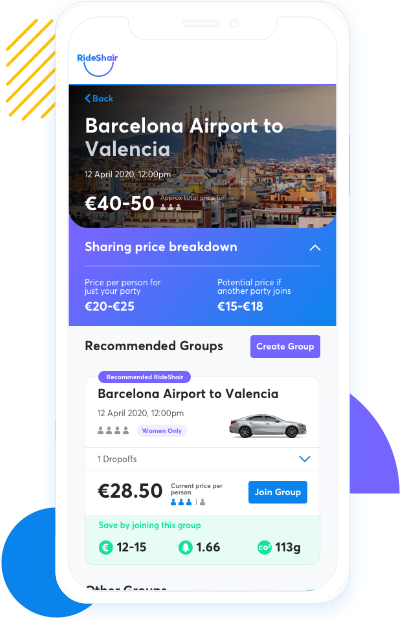 RideShair
Back
Barcelona Airport to
Valencia
12 April 2020, 12:00pm
€40-50 Approx total price for
Sharing price breakdown
Price per person for
just your party
€20-€25
Potential price if
another party joins
€15-€18
Recommended Groups
Create Group
Recommended RideShair
Barcelona Airport to Valencia
12 April 2020, 12:00pm
Women Only
1 Dropoffs
€28.50
Current price per
person
Join Group
Save by joining this group
€ 12-15
1.66
co² 113g
Other Groups